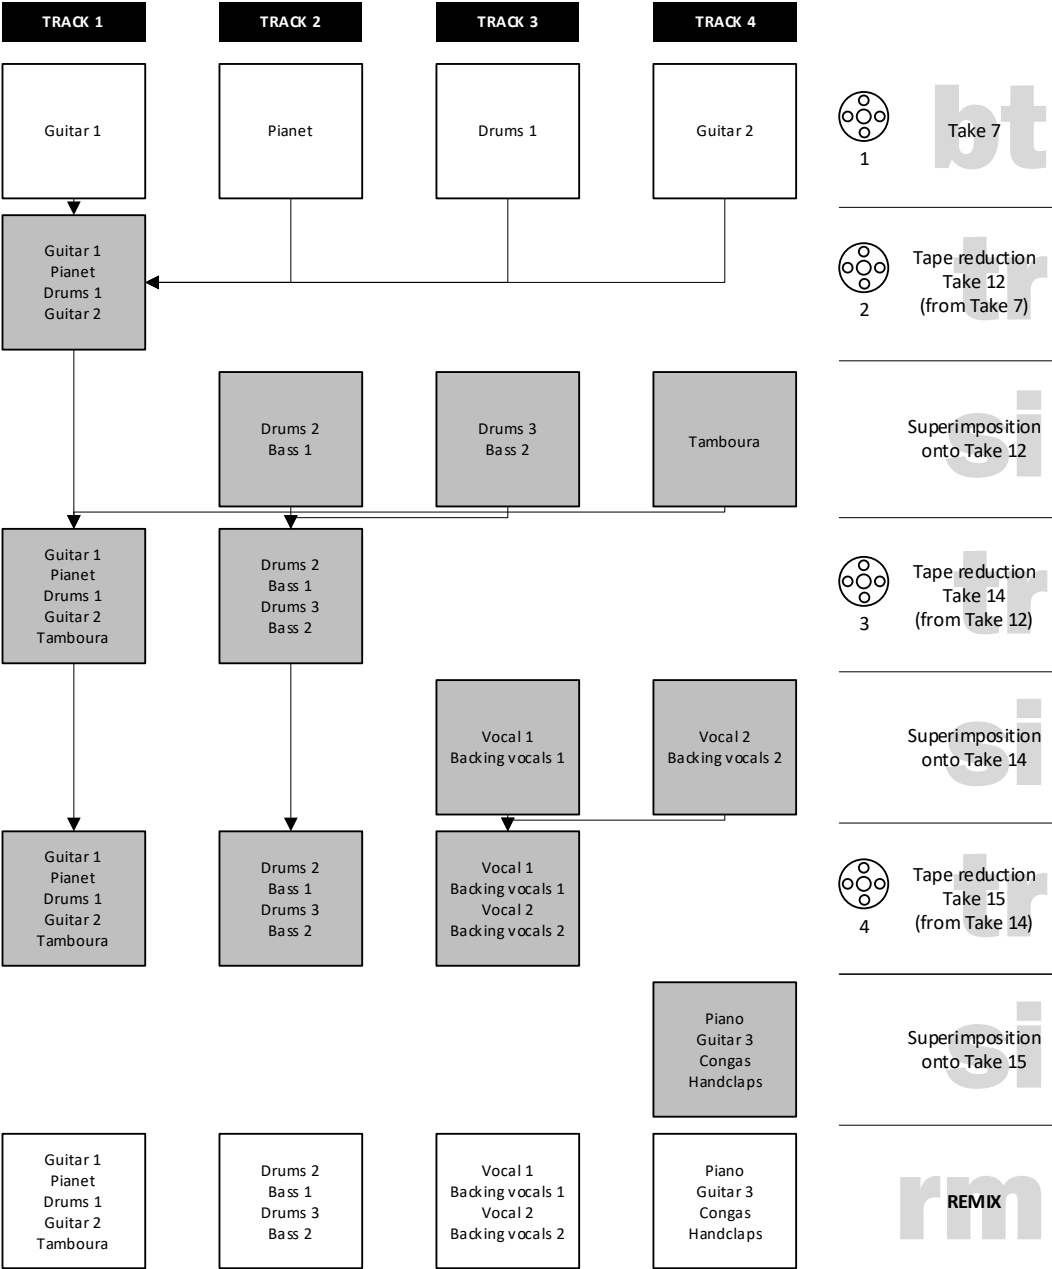 TRACK 1
TRACK 2
TRACK 3
TRACK 4
Guitar 1
Pianet
Drums 1
Guitar 2
1
bt
Take 7
Guitar 1
Pianet
Drums 1
Guitar 2
2
tr
Tape reduction
Take 12
(from Take 7)
Drums 2
Bass 1
Drums 3
Bass 2
Tamboura
si
Superimposition
onto Take 12
Guitar 1
Pianet
Drums 1
Guitar 2
Tamboura
Drums 2
Bass 1
Drums 3
Bass 2
3
tr
Tape reduction
Take 14
(from Take 12)
Vocal 1
Backing vocals 1
Vocal 2
Backing vocals 2
si
Superimposition
onto Take 14
Guitar 1
Pianet
Drums 1
Guitar 2
Tamboura
Drums 2
Bass 1
Drums 3
Bass 2
Vocal 1
Backing vocals 1
Vocal 2
Backing vocals 2
4
tr
Tape reduction
Take 15
(from Take 14)
Piano
Guitar 3
Congas
Handclaps
si
Superimposition
onto Take 15
Guitar 1
Pianet
Drums 1
Guitar 2
Tamboura
Drums 2
Bass 1
Drums 3
Bass 2
Vocal 1
Backing vocals 1
Vocal 2
Backing vocals 2
Piano
Guitar 3
Congas
Handclaps
rm
REMIX